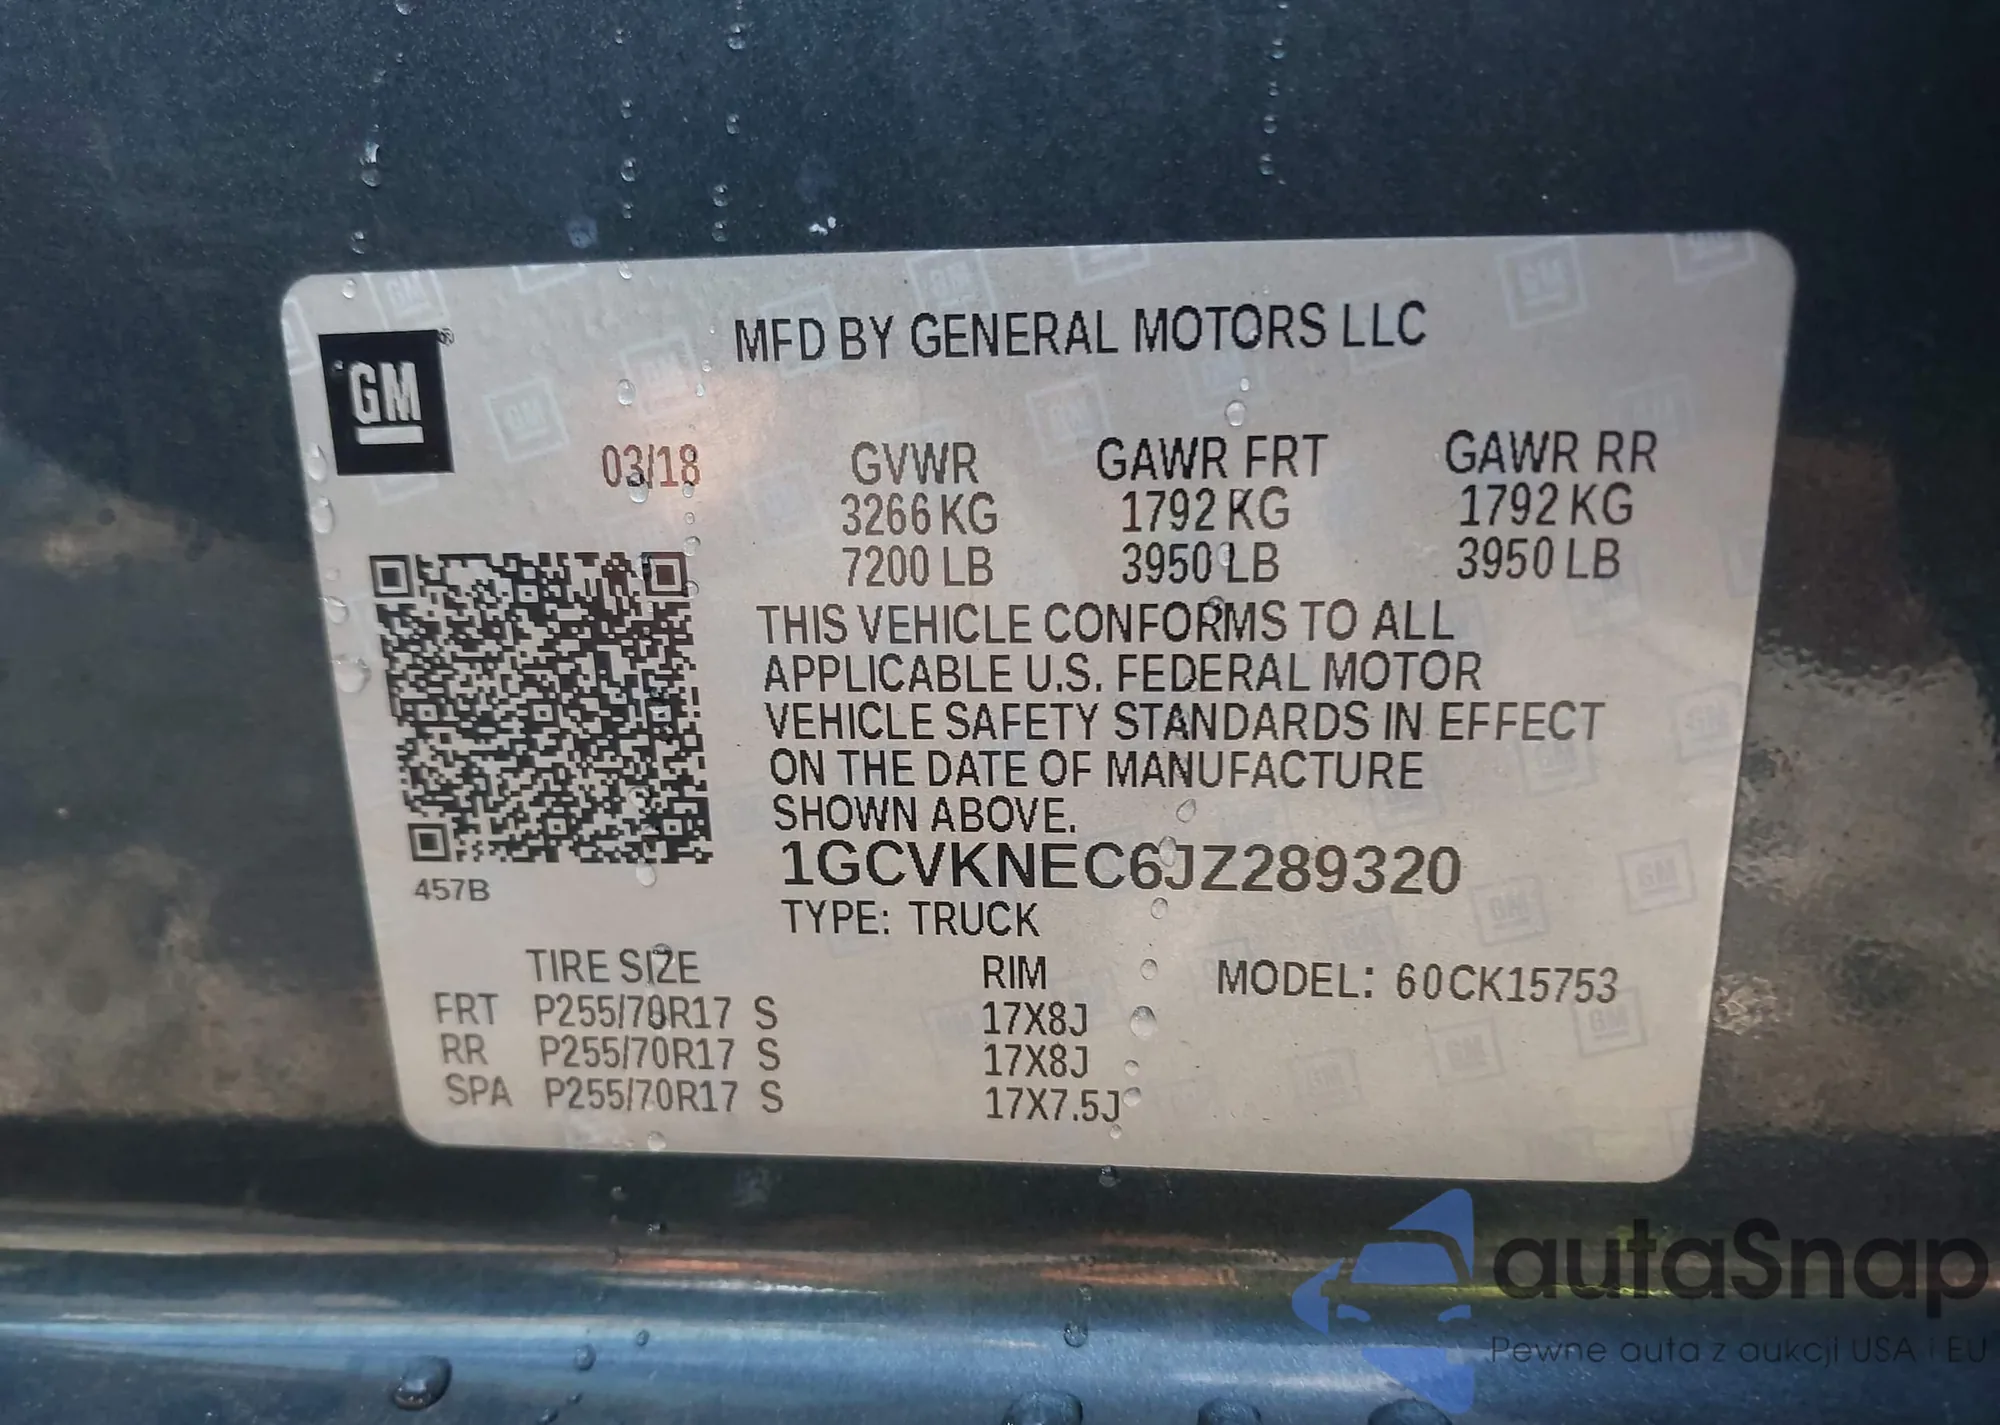 GM
MFD BY GENERAL MOTORS LLC
03/18
GVWR GAWR FRT GAWR RR
3266 KG 1792 KG 1792 KG
7200 LB 3950 LB 3950 LB
THIS VEHICLE CONFORMS TO ALL
APPLICABLE U.S. FEDERAL MOTOR
VEHICLE SAFETY STANDARDS IN EFFECT
ON THE DATE OF MANUFACTURE
SHOWN ABOVE.
1GCVKNEC6JZ289320
457B
TYPE: TRUCK
TIRE SIZE RIM MODEL: 60CK15753
FRT P255/70R17 S 17X8J
RR P255/70R17 S 17X8J
SPA P255/70R17 S 17X7.5J
autaSnap
Pewne auta z aukcji USA i EU